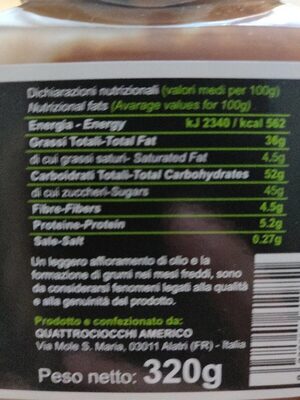 Dichiarazioni nutrizionali (valori medi per 100g)
Nutritional fats (Avarage values for 100g)
Energia - Energy kJ 2340 / kcal 562
Grassi Totali-Total Fat 36g
di cui grassi saturi- Saturated Fat 4,5g
Carboidrati Totali-Total Carbohydrates 52g
di cui zuccheri-Sugars 45g
Fibre-Fibers 4.5g
Proteine-Protein 5.2g
Sale-Salt 0.27g
Un leggero affioramento di olio e la
formazione di grumi nei mesi freddi, sono
da considerarsi fenomeni legati alla qualità
e alla genuinità del prodotto.
Prodotto e confezionato da:
QUATTROCIOCCHI AMERICO
Via Mole S. Maria, 03011 Alatri (FR) - Italia
Peso netto: 320g